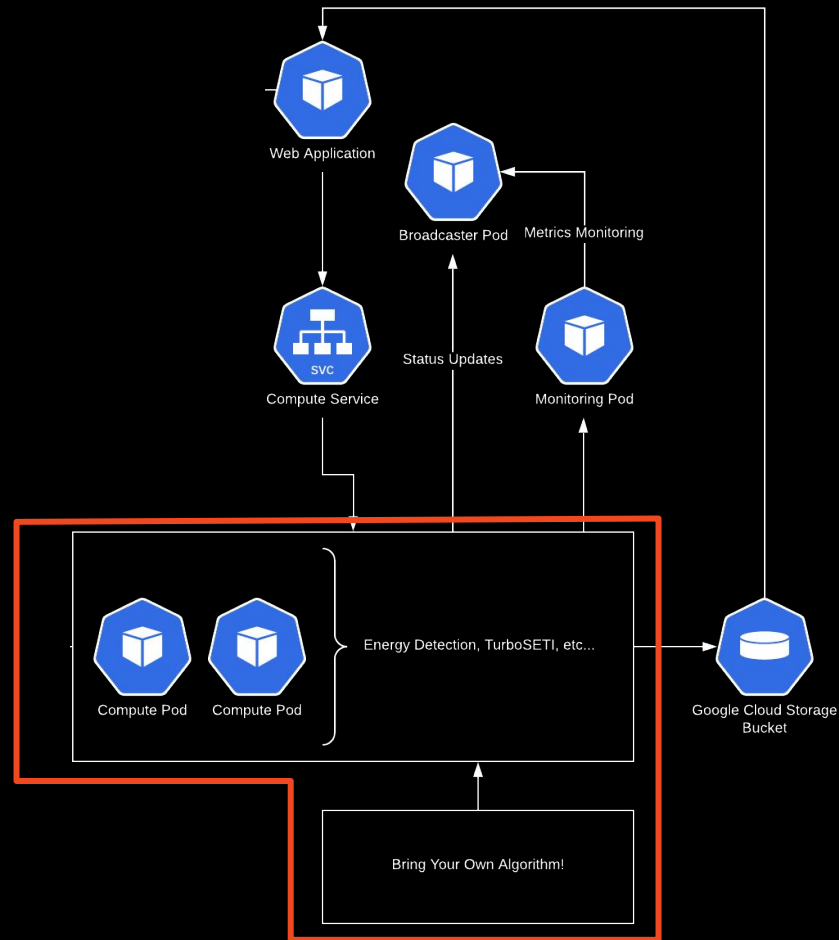 Web Application
Broadcaster Pod
Metrics Monitoring
svc
Compute Service
Status Updates
Monitoring Pod
Energy Detection, TurboSETI, etc...
Compute Pod
Compute Pod
Google Cloud Storage
Bucket
Bring Your Own Algorithm!